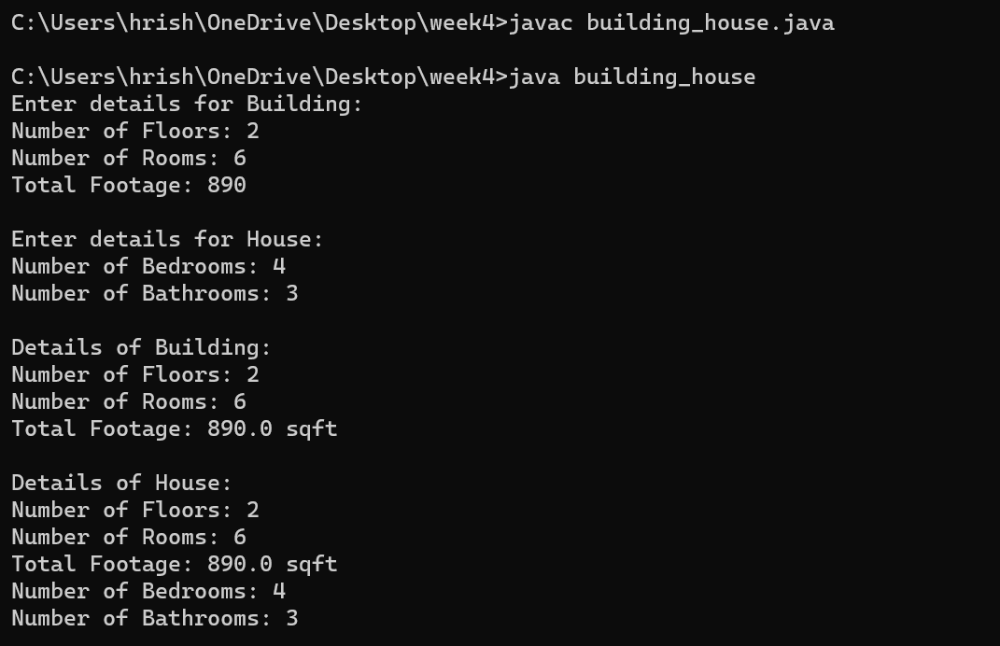 C:\Users\hrish\OneDrive\Desktop\week4>javac building_house.java
C:\Users\hrish\OneDrive\Desktop\week4>java building_house
Enter details for Building:
Number of Floors: 2
Number of Rooms: 6
Total Footage: 890
Enter details for House:
Number of Bedrooms: 4
Number of Bathrooms: 3
Details of Building:
Number of Floors: 2
Number of Rooms: 6
Total Footage: 890.0 sqft
Details of House:
Number of Floors: 2
Number of Rooms: 6
Total Footage: 890.0 sqft
Number of Bedrooms: 4
Number of Bathrooms: 3